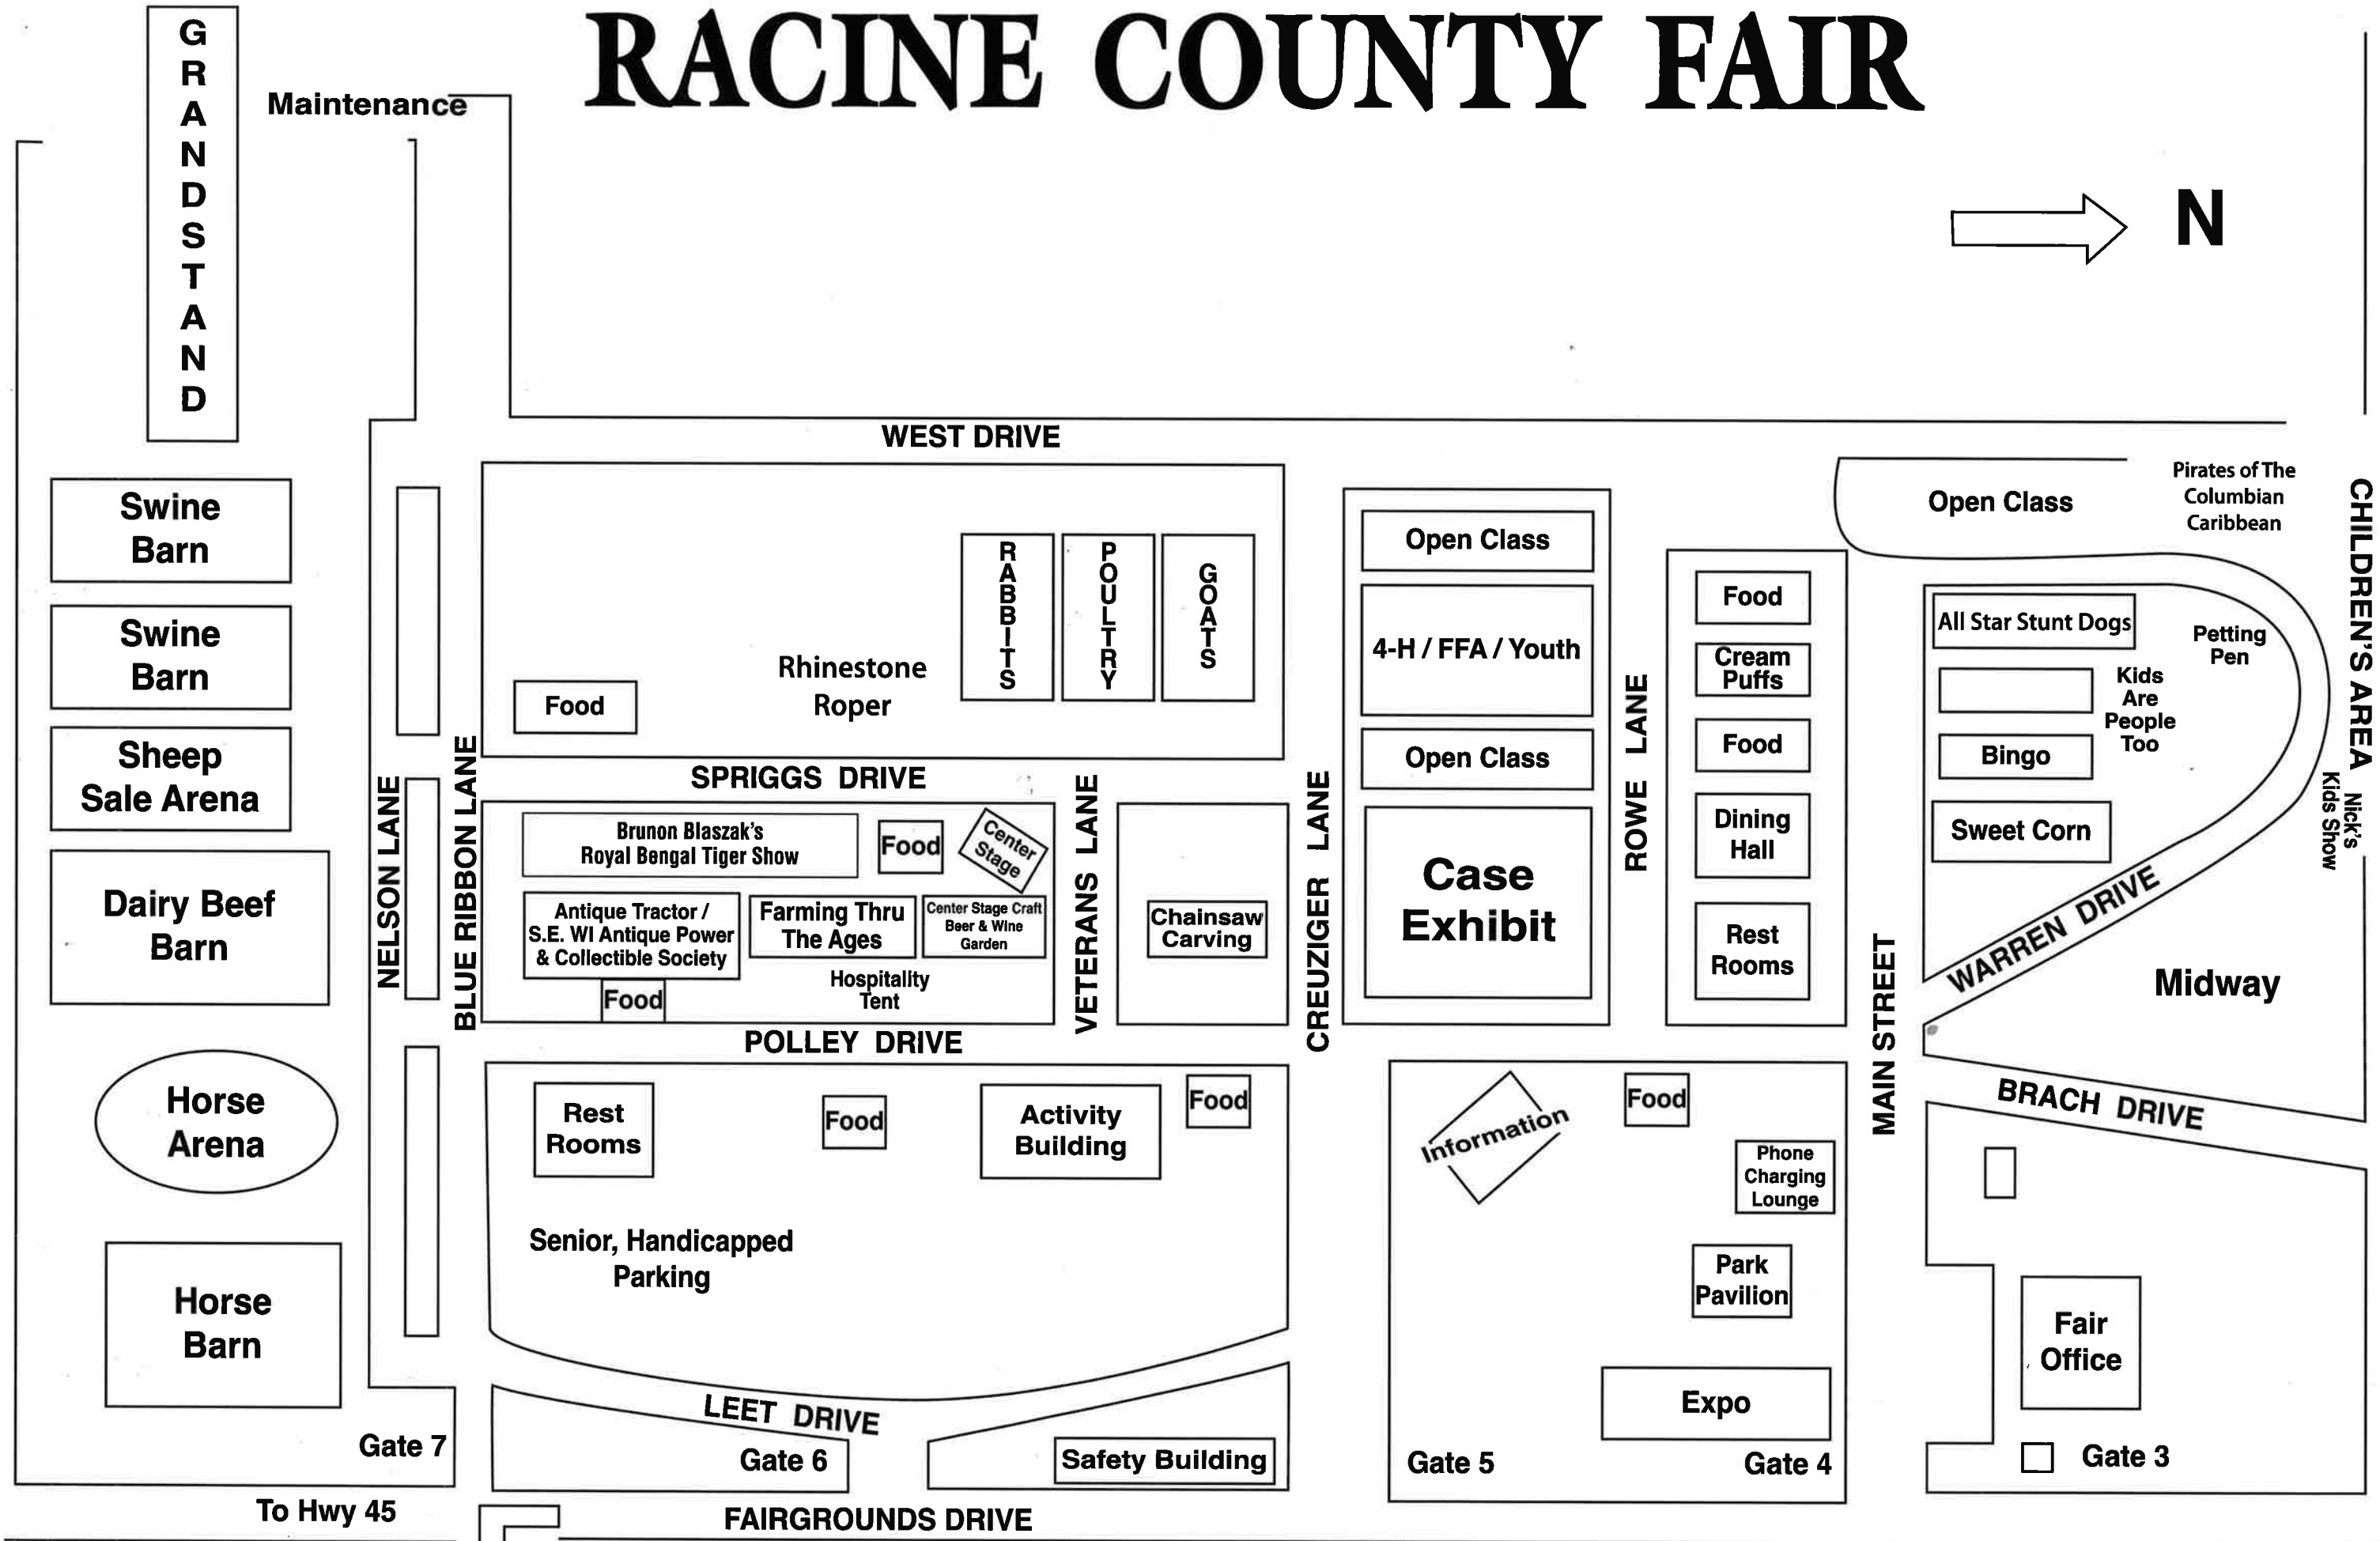 RACINE COUNTY FAIR
GRANDSTAND
Maintenance
N
WEST DRIVE
Swine
Barn
Swine
Barn
Sheep
Sale Arena
Dairy Beef
Barn
Horse
Arena
Horse
Barn
Gate 7
To Hwy 45
NELSON LANE
BLUE RIBBON LANE
Food
Rhinestone
Roper
RABBITS
POULTRY
GOATS
SPRIGGS DRIVE
Brunon Blaszak's
Royal Bengal Tiger Show
Food
Center
Stage
Antique Tractor /
S.E. WI Antique Power
& Collectible Society
Farming Thru
The Ages
Center Stage Craft
Beer & Wine
Garden
Food
Hospitality
Tent
VETERANS LANE
Chainsaw
Carving
CREUZIGER LANE
POLLEY DRIVE
Rest
Rooms
Food
Activity
Building
Food
Senior, Handicapped
Parking
LEET DRIVE
Gate 6
Safety Building
FAIRGROUNDS DRIVE
Open Class
4-H / FFA / Youth
Open Class
Case
Exhibit
ROWE LANE
Food
Cream
Puffs
Food
Dining
Hall
Rest
Rooms
MAIN STREET
Information
Food
Phone
Charging
Lounge
Park
Pavilion
Expo
Gate 5
Gate 4
Open Class
Pirates of The
Columbian
Caribbean
CHILDREN'S AREA
All Star Stunt Dogs
Petting
Pen
Kids
Are
People
Too
Bingo
Sweet Corn
Nick's
Kids Show
WARREN DRIVE
Midway
BRACH DRIVE
Fair
Office
Gate 3